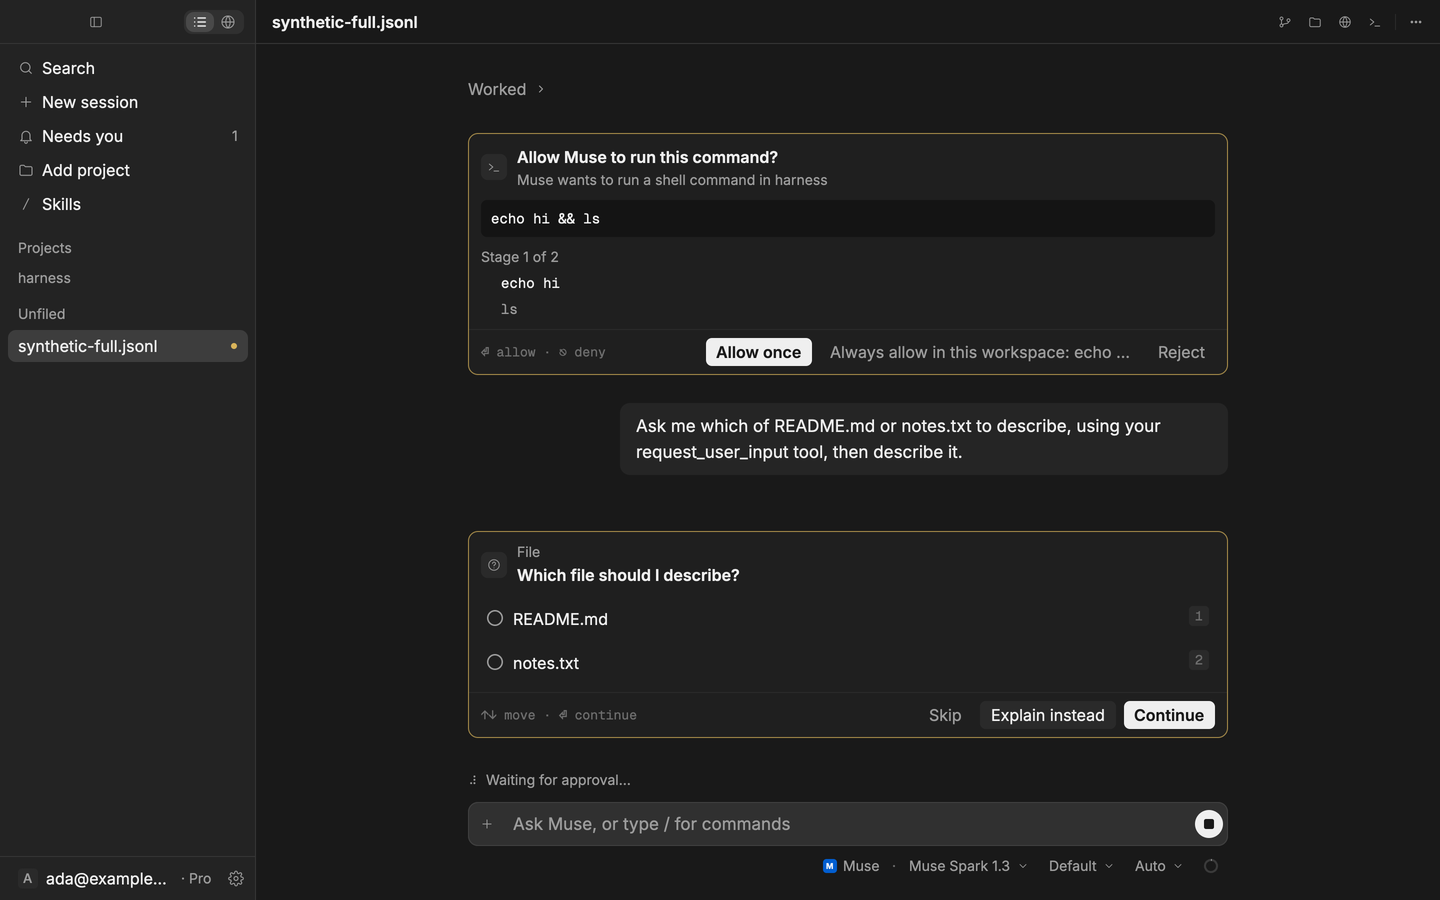 synthetic-full.jsonl
Search
New session
Needs you 1
Add project
Skills
Projects
harness
Unfiled
synthetic-full.jsonl
A ada@example... · Pro
Worked
Allow Muse to run this command?
Muse wants to run a shell command in harness
echo hi && ls
Stage 1 of 2
echo hi
ls
allow · deny Allow once Always allow in this workspace: echo ... Reject
Ask me which of README.md or notes.txt to describe, using your
request_user_input tool, then describe it.
File
Which file should I describe?
README.md 1
notes.txt 2
move · continue Skip Explain instead Continue
Waiting for approval...
Ask Muse, or type / for commands
M Muse · Muse Spark 1.3 Default Auto